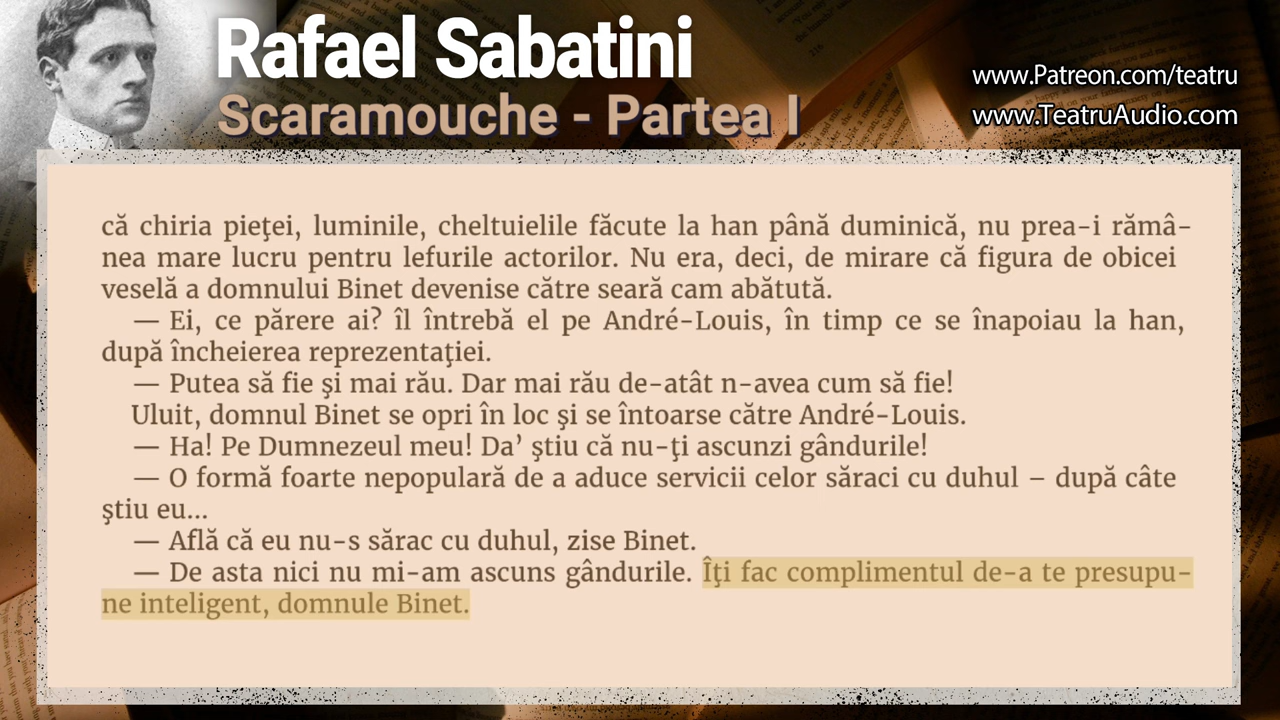 Rafael Sabatini
Scaramouche - Partea I
www.Patreon.com/teatru
www.TeatruAudio.com
că chiria pieţei, luminile, cheltuielile făcute la han până duminică, nu prea-i rămâ-
nea mare lucru pentru lefurile actorilor. Nu era, deci, de mirare că figura de obicei
veselă a domnului Binet devenise către seară cam abătută.
— Ei, ce părere ai? îl întrebă el pe André-Louis, în timp ce se înapoiau la han,
după încheierea reprezentaţiei.
— Putea să fie şi mai rău. Dar mai rău de-atât n-avea cum să fie!
Uluit, domnul Binet se opri în loc şi se întoarse către André-Louis.
— Ha! Pe Dumnezeul meu! Da’ ştiu că nu-ţi ascunzi gândurile!
— O formă foarte nepopulară de a aduce servicii celor săraci cu duhul – după câte
ştiu eu...
— Află că eu nu-s sărac cu duhul, zise Binet.
— De asta nici nu mi-am ascuns gândurile. Îţi fac complimentul de-a te presupu-
ne inteligent, domnule Binet.